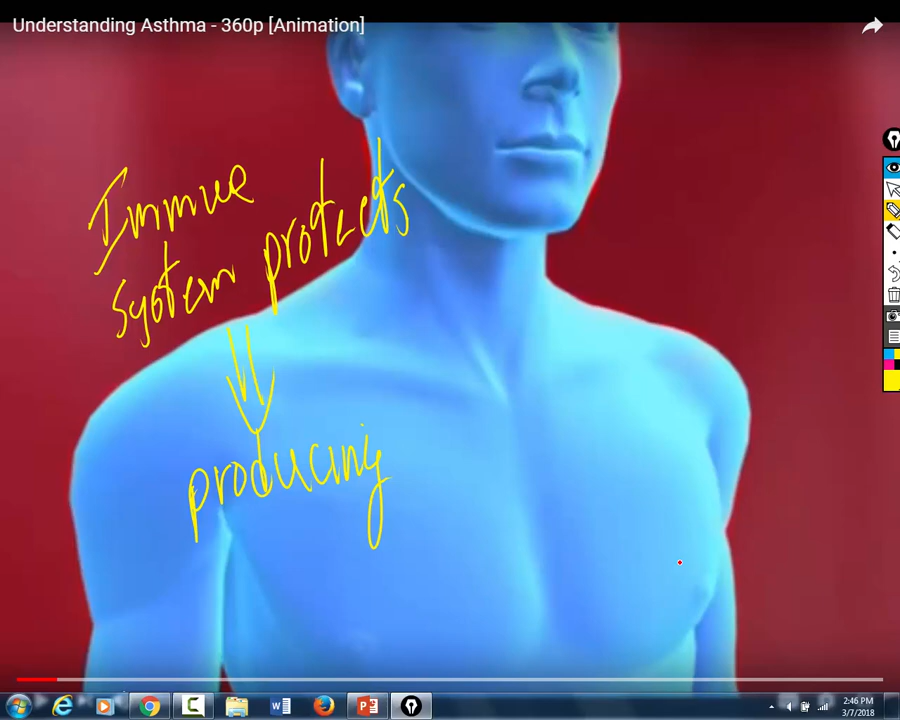 Understanding Asthma - 360p [Animation]
Immue
System protects
producing
2:46 PM
3/7/2018